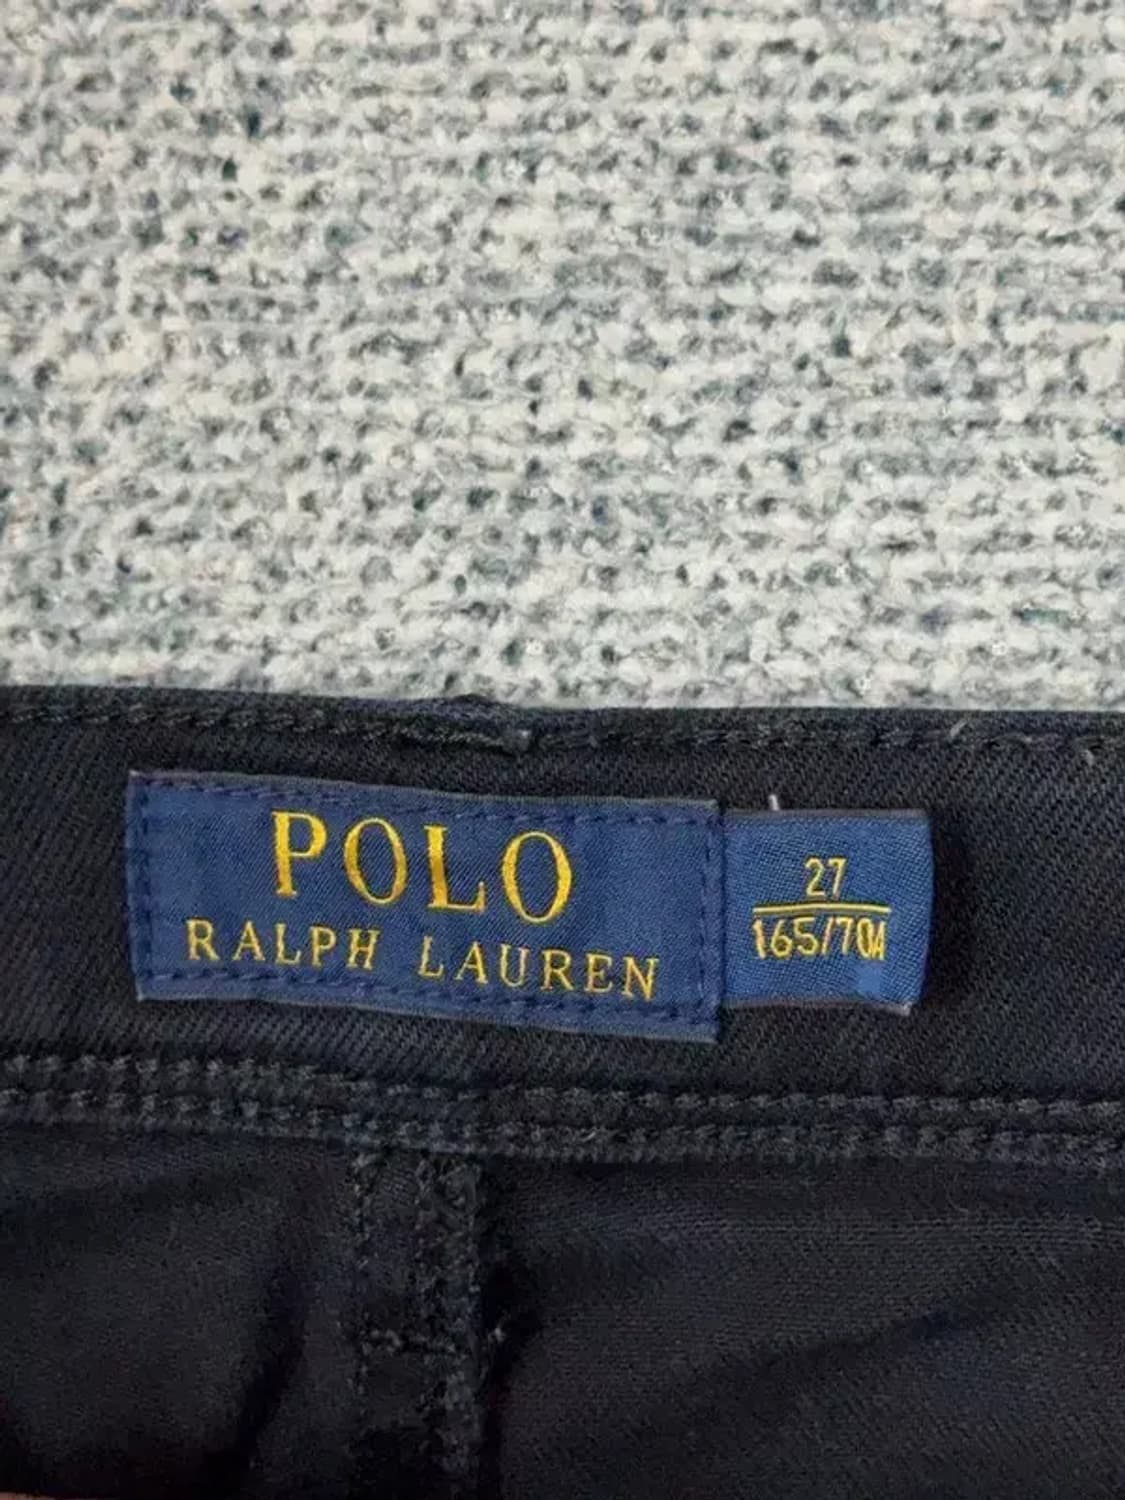 POLO
RALPH LAUREN
27
165/70A